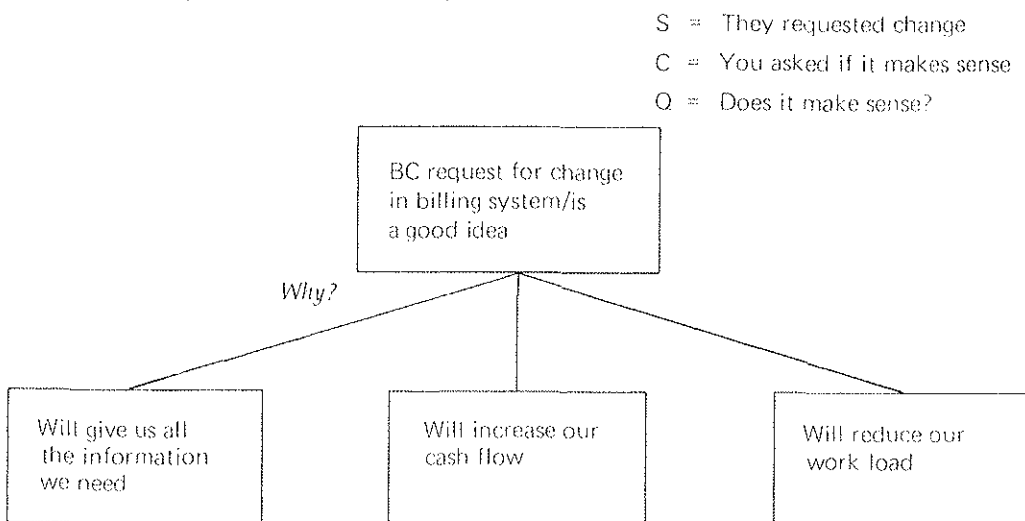 S = They requested change
C = You asked if it makes sense
Q = Does it make sense?
BC request for change
in billing system/is
a good idea
Why?
Will give us all
the information
we need
Will increase our
cash flow
Will reduce our
work load